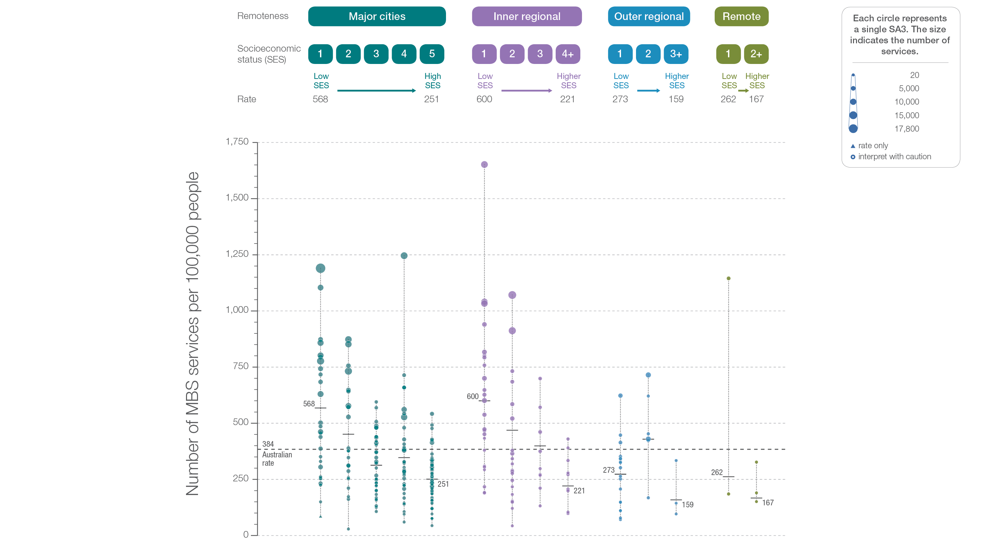 Remoteness
Major cities
Inner regional
Outer regional
Remote
Socioeconomic
status (SES)
1 2 3 4 5
1 2 3 4+
1 2 3+
1 2+
Low
SES
High
SES
Low
SES
Higher
SES
Low
SES
Higher
SES
Low
SES
Higher
SES
Rate
568
251
600
221
273
159
262
167
Each circle represents
a single SA3. The size
indicates the number of
services.
20
5,000
10,000
15,000
17,800
rate only
interpret with caution
Number of MBS services per 100,000 people
1,750
1,500
1,250
1,000
750
500
250
0
384
Australian
rate
568
251
600
221
273
159
262
167